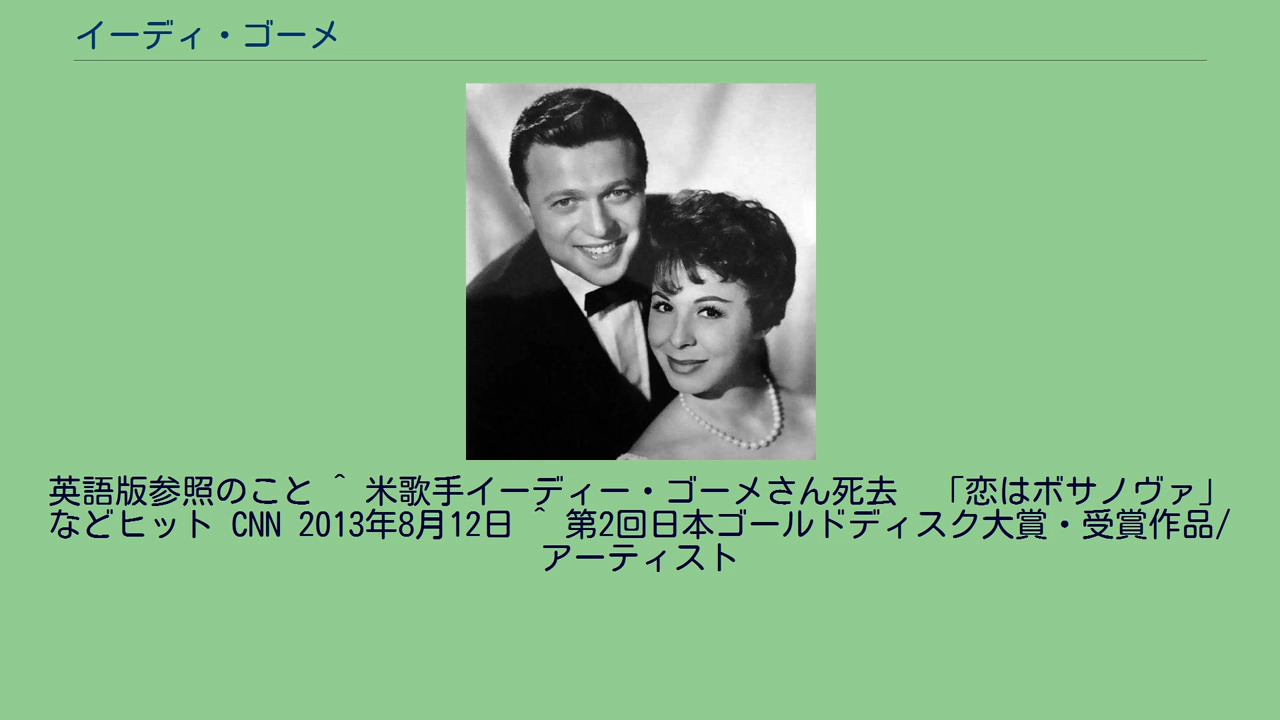 イーディ・ゴーメ
英語版参照のこと ^ 米歌手イーディー・ゴーメさん死去　「恋はボサノヴァ」
などヒット CNN 2013年8月12日 ^ 第2回日本ゴールドディスク大賞・受賞作品/
アーティスト